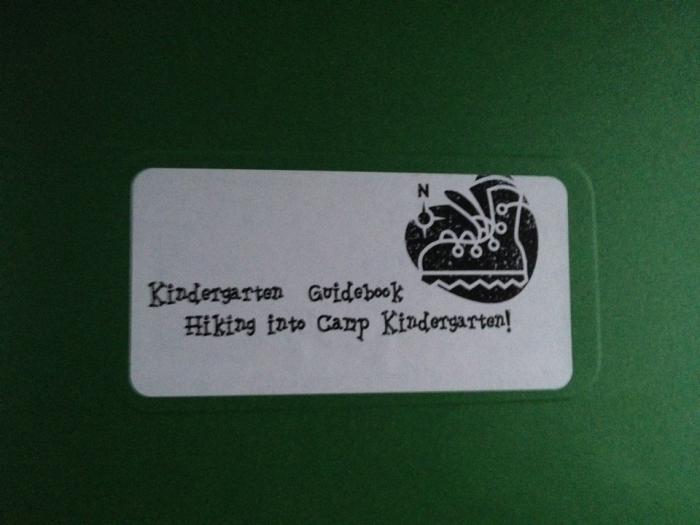 N
Kindergarten Guidebook
Hiking into Camp Kindergarten!